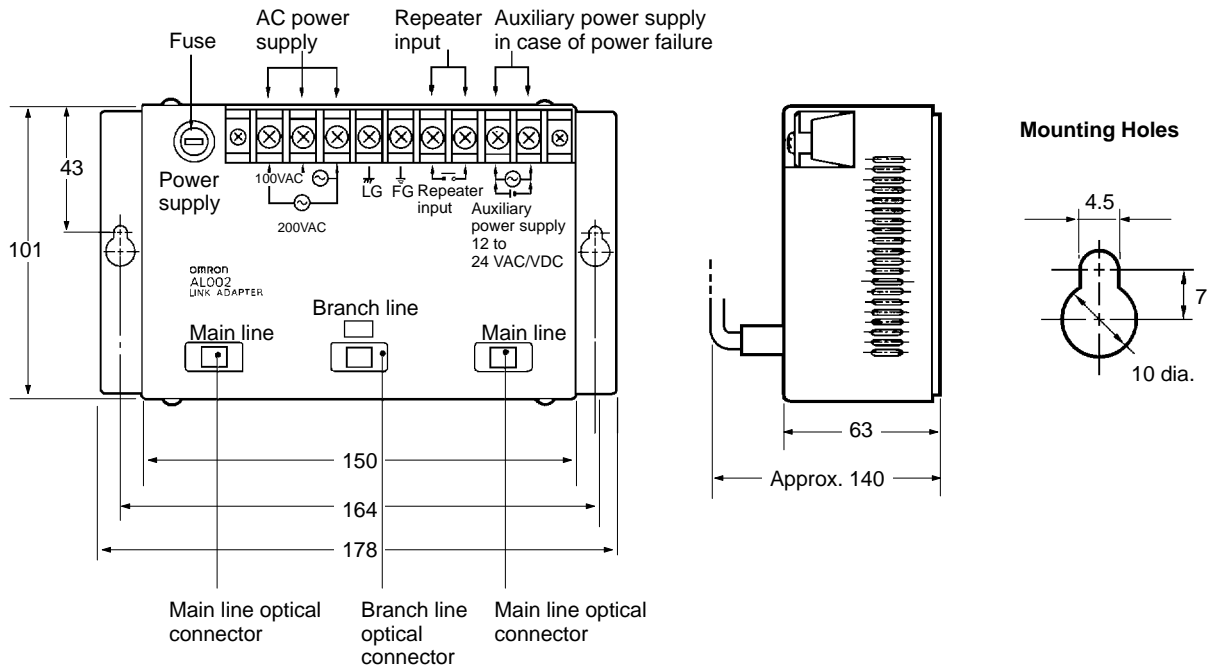 AC power
supply
Repeater
input
Auxiliary power supply
in case of power failure
Fuse
Mounting Holes
43
101
Power
supply
100VAC
200VAC
LG
FG
Repeater
input
Auxiliary
power supply
12 to
24 VAC/VDC
omron
AL002
LINK ADAPTER
Main line
Branch line
Main line
4.5
7
10 dia.
150
164
178
63
Approx. 140
Main line optical
connector
Branch line
optical
connector
Main line optical
connector